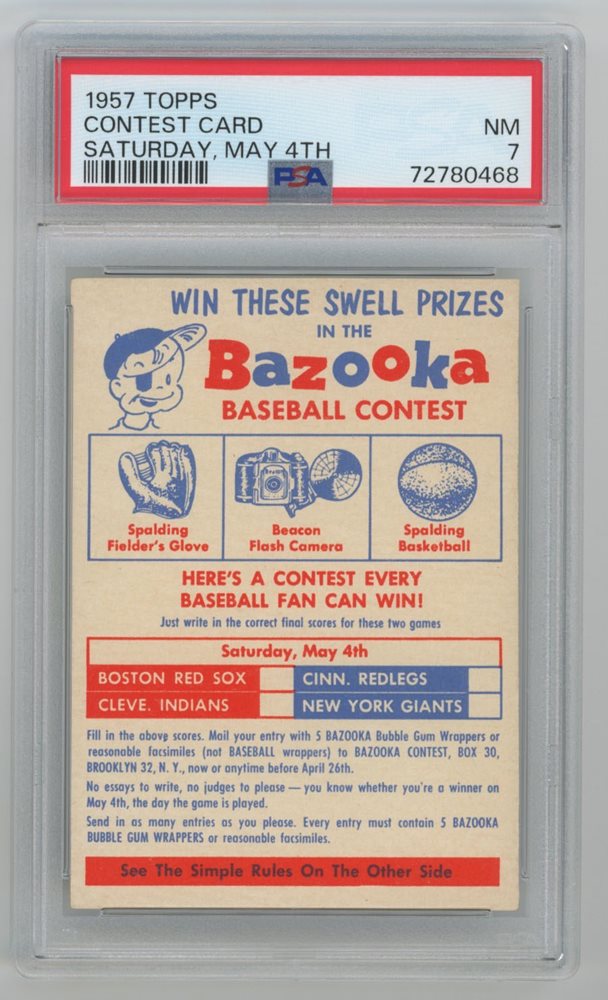 1957 TOPPS
CONTEST CARD NM
SATURDAY, MAY 4TH 7
PSA 72780468
WIN THESE SWELL PRIZES
IN THE
Bazooka
BASEBALL CONTEST
Spalding Fielder's Glove
Beacon Flash Camera
Spalding Basketball
HERE'S A CONTEST EVERY
BASEBALL FAN CAN WIN!
Just write in the correct final scores for these two games
Saturday, May 4th
BOSTON RED SOX CINN. REDLEGS
CLEVE. INDIANS NEW YORK GIANTS
Fill in the above scores. Mail your entry with 5 BAZOOKA Bubble Gum Wrappers or
reasonable facsimiles (not BASEBALL wrappers) to BAZOOKA CONTEST, BOX 30,
BROOKLYN 32, N. Y., now or anytime before April 26th.
No essays to write, no judges to please — you know whether you're a winner on
May 4th, the day the game is played.
Send in as many entries as you please. Every entry must contain 5 BAZOOKA
BUBBLE GUM WRAPPERS or reasonable facsimiles.
See The Simple Rules On The Other Side